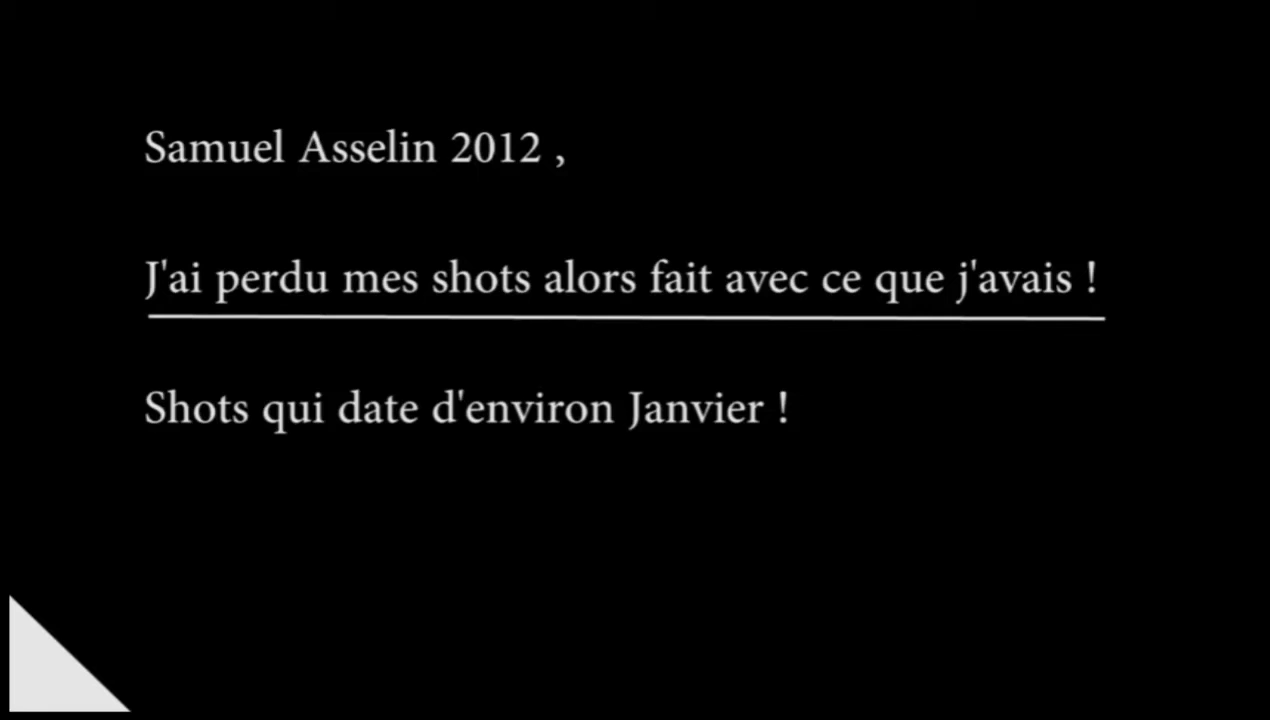 Samuel Asselin 2012 ,
J'ai perdu mes shots alors fait avec ce que j'avais !
Shots qui date d'environ Janvier !